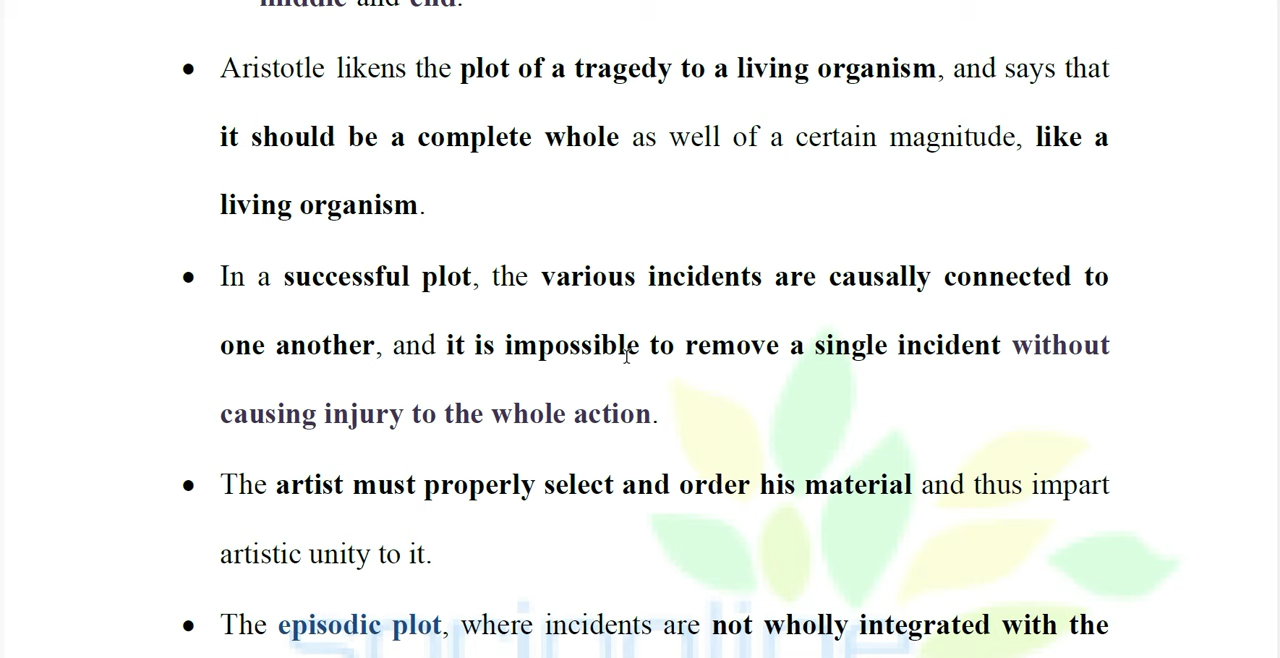 middle and end.
• Aristotle likens the plot of a tragedy to a living organism, and says that
it should be a complete whole as well of a certain magnitude, like a
living organism.
• In a successful plot, the various incidents are causally connected to
one another, and it is impossible to remove a single incident without
causing injury to the whole action.
• The artist must properly select and order his material and thus impart
artistic unity to it.
• The episodic plot, where incidents are not wholly integrated with the